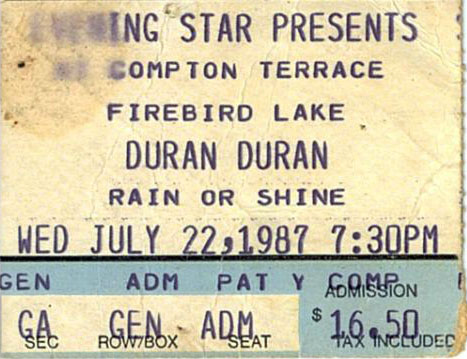 EVENING STAR PRESENTS
COMPTON TERRACE
FIREBIRD LAKE
DURAN DURAN
RAIN OR SHINE
WED JULY 22,1987 7:30PM
GEN ADM PAT Y COMP
ADMISSION
GA GEN ADM $16.50
SEC ROW/BOX SEAT TAX INCLUDED